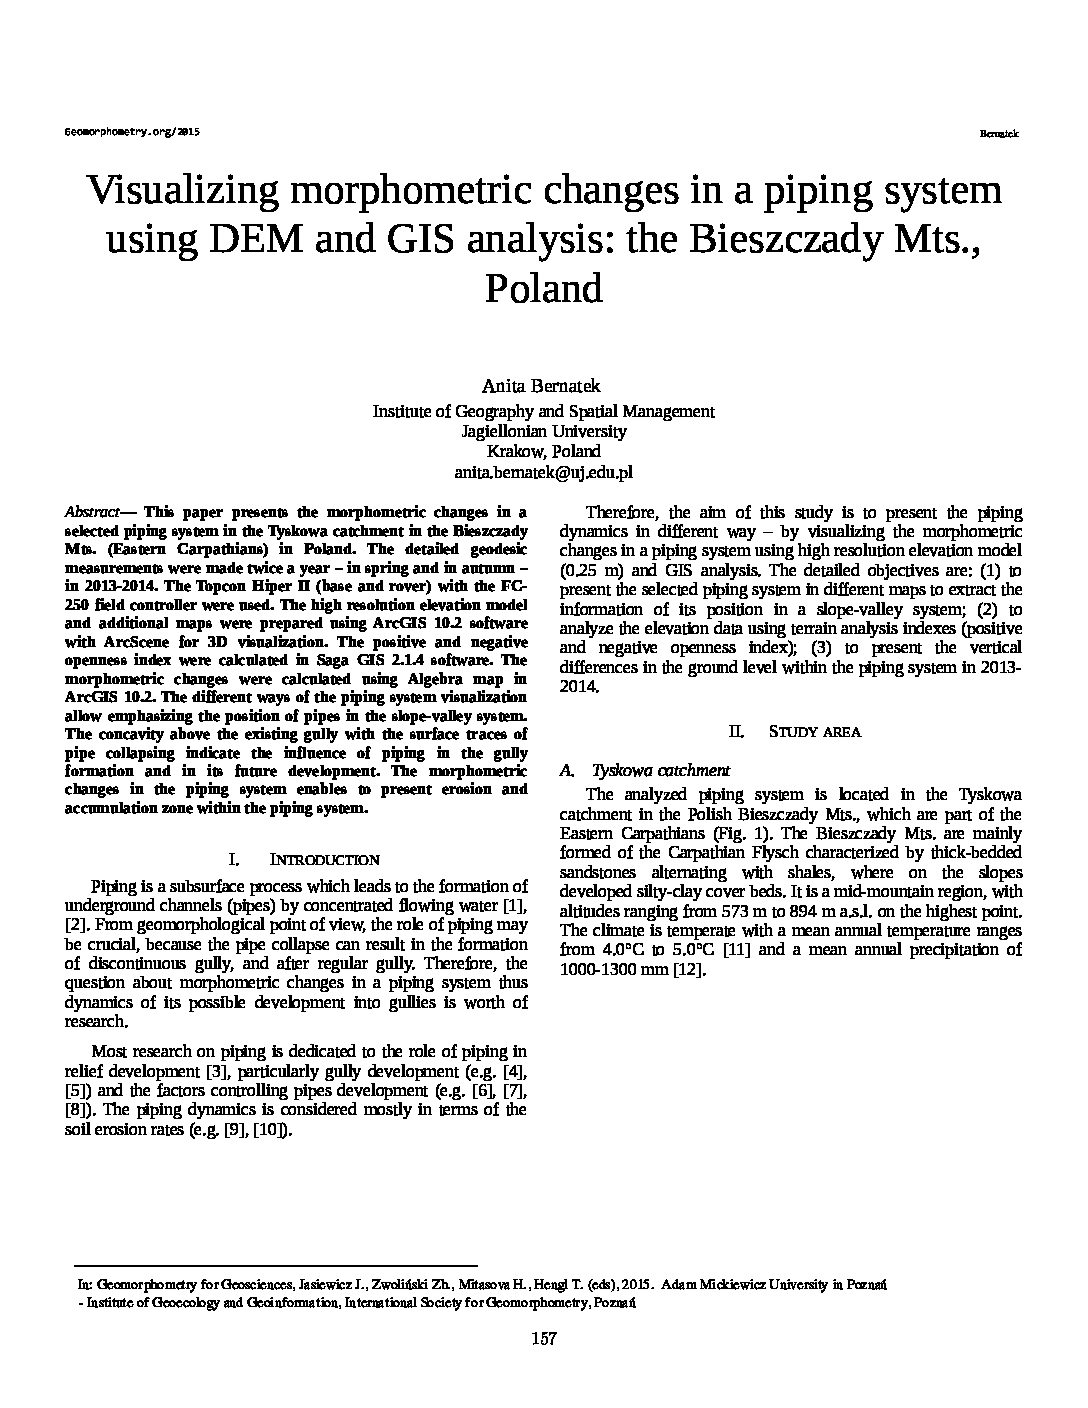 Geomorphometry.org/2015
Bernatek
Visualizing morphometric changes in a piping system
using DEM and GIS analysis: the Bieszczady Mts.,
Poland
Anita Bernatek
Institute of Geography and Spatial Management
Jagiellonian University
Krakow, Poland
anita.bernatek@uj.edu.pl
Abstract— This paper presents the morphometric changes in a
selected piping system in the Tyskowa catchment in the Bieszczady
Mts. (Eastern Carpathians) in Poland. The detailed geodesic
measurements were made twice a year – in spring and in autumn –
in 2013-2014. The Topcon Hiper II (base and rover) with the FC-
250 field controller were used. The high resolution elevation model
and additional maps were prepared using ArcGIS 10.2 software
with ArcScene for 3D visualization. The positive and negative
openness index were calculated in Saga GIS 2.1.4 software. The
morphometric changes were calculated using Algebra map in
ArcGIS 10.2. The different ways of the piping system visualization
allow emphasizing the position of pipes in the slope-valley system.
The concavity above the existing gully with the surface traces of
pipe collapsing indicate the influence of piping in the gully
formation and in its future development. The morphometric
changes in the piping system enables to present erosion and
accumulation zone within the piping system.
I. INTRODUCTION
Piping is a subsurface process which leads to the formation of
underground channels (pipes) by concentrated flowing water [1],
[2]. From geomorphological point of view, the role of piping may
be crucial, because the pipe collapse can result in the formation
of discontinuous gully, and after regular gully. Therefore, the
question about morphometric changes in a piping system thus
dynamics of its possible development into gullies is worth of
research.
Most research on piping is dedicated to the role of piping in
relief development [3], particularly gully development (e.g. [4],
[5]) and the factors controlling pipes development (e.g. [6], [7],
[8]). The piping dynamics is considered mostly in terms of the
soil erosion rates (e.g. [9], [10]).
Therefore, the aim of this study is to present the piping
dynamics in different way – by visualizing the morphometric
changes in a piping system using high resolution elevation model
(0.25 m) and GIS analysis. The detailed objectives are: (1) to
present the selected piping system in different maps to extract the
information of its position in a slope-valley system; (2) to
analyze the elevation data using terrain analysis indexes (positive
and negative openness index); (3) to present the vertical
differences in the ground level within the piping system in 2013-
2014.
II. STUDY AREA
A. Tyskowa catchment
The analyzed piping system is located in the Tyskowa
catchment in the Polish Bieszczady Mts., which are part of the
Eastern Carpathians (Fig. 1). The Bieszczady Mts. are mainly
formed of the Carpathian Flysch characterized by thick-bedded
sandstones alternating with shales, where on the slopes
developed silty-clay cover beds. It is a mid-mountain region, with
altitudes ranging from 573 m to 894 m a.s.l. on the highest point.
The climate is temperate with a mean annual temperature ranges
from 4.0°C to 5.0°C [11] and a mean annual precipitation of
1000-1300 mm [12].
In: Geomorphometry for Geosciences, Jasiewicz J., Zwoliński Zb., Mitasova H., Hengl T. (eds), 2015. Adam Mickiewicz University in Poznań
- Institute of Geoecology and Geoinformation, International Society for Geomorphometry, Poznań
157